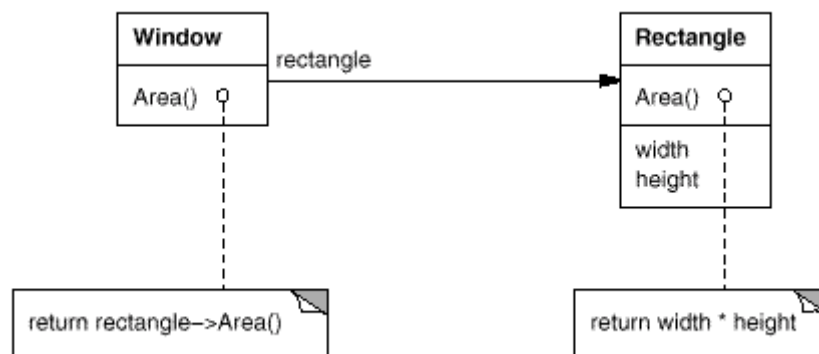 Window
Area()
rectangle
Rectangle
Area()
width
height
return rectangle–>Area()
return width * height